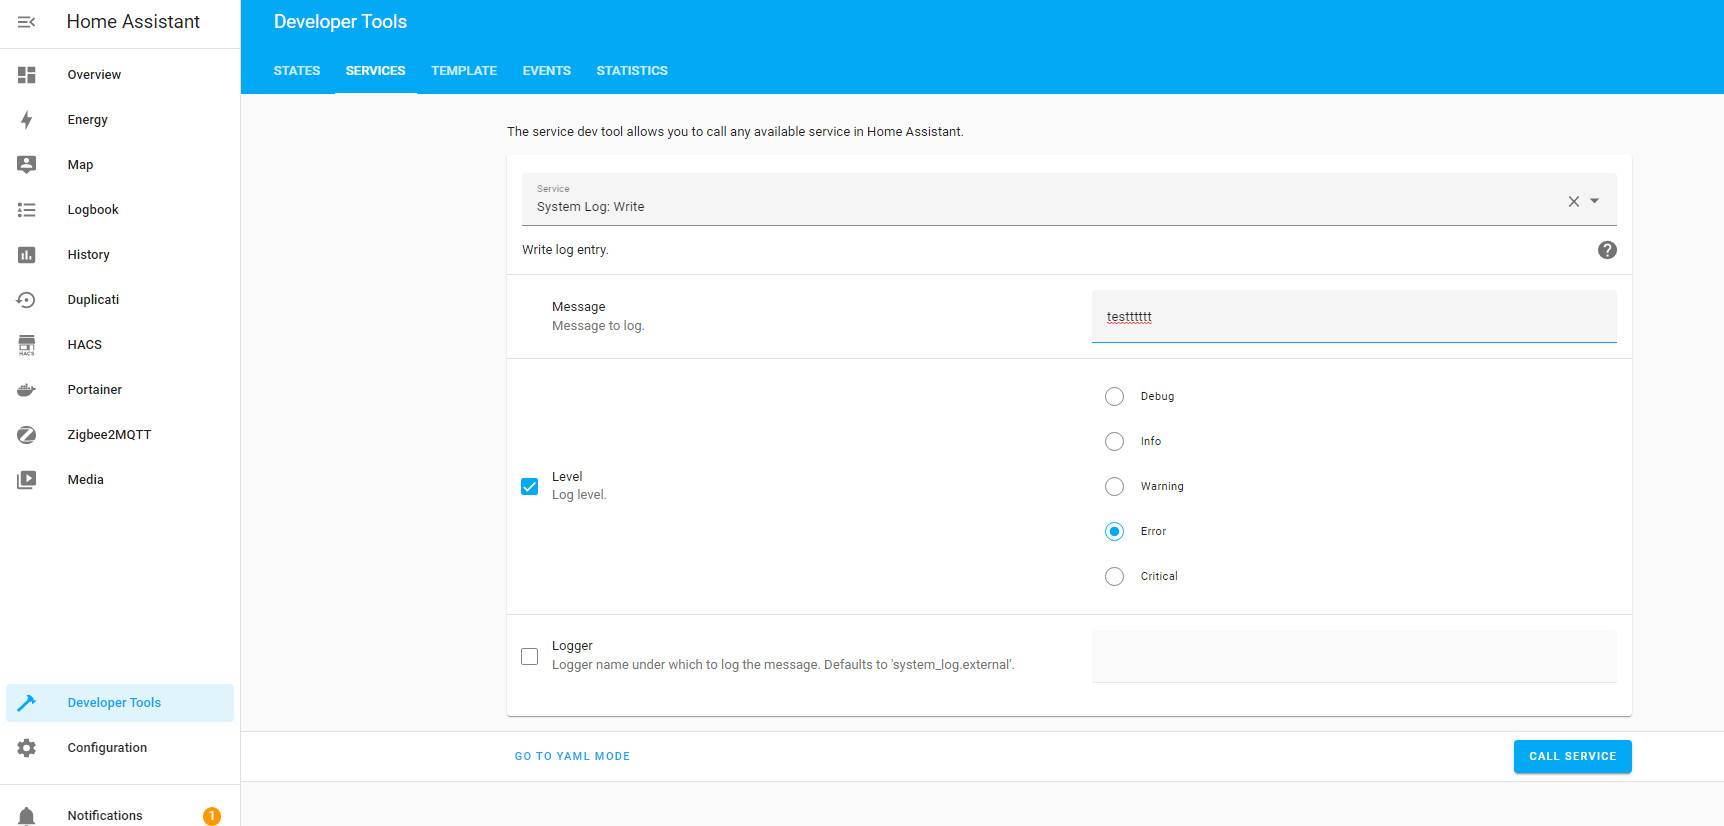 Home Assistant
Overview
Energy
Map
Logbook
History
Duplicati
HACS
HACS
Portainer
Zigbee2MQTT
Media
Developer Tools
Configuration
Notifications
1
Developer Tools
STATES SERVICES TEMPLATE EVENTS STATISTICS
The service dev tool allows you to call any available service in Home Assistant.
Service
System Log: Write
Write log entry.
Message
Message to log.
testttttt
Level
Log level.
Debug
Info
Warning
Error
Critical
Logger
Logger name under which to log the message. Defaults to 'system_log.external'.
GO TO YAML MODE
CALL SERVICE